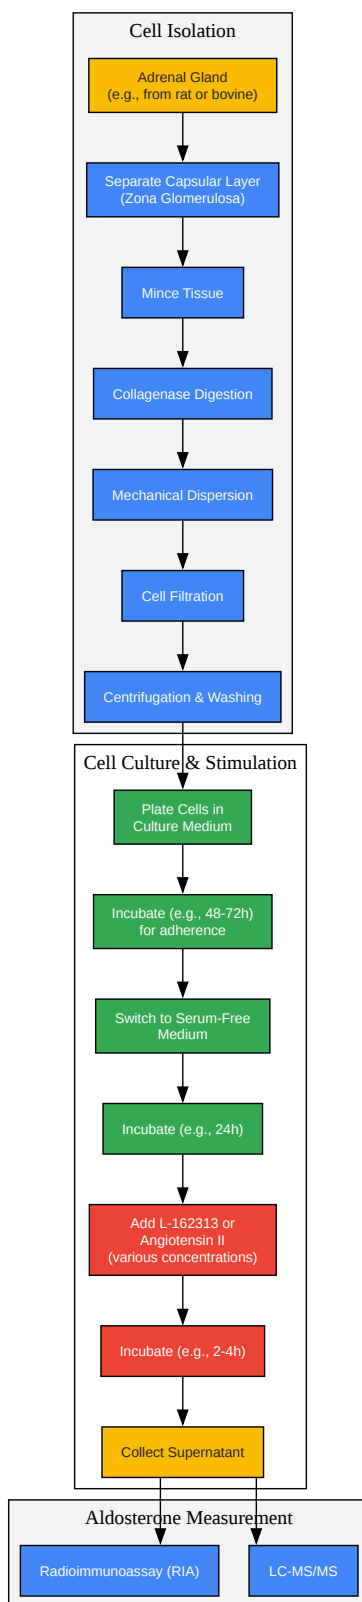 Cell Isolation
Adrenal Gland
(e.g., from rat or bovine)
Separate Capsular Layer
(Zona Glomerulosa)
Mince Tissue
Collagenase Digestion
Mechanical Dispersion
Cell Filtration
Centrifugation & Washing
Cell Culture & Stimulation
Plate Cells in
Culture Medium
Incubate (e.g., 48-72h)
for adherence
Switch to Serum-Free
Medium
Incubate (e.g., 24h)
Add L-162313 or
Angiotensin II
(various concentrations)
Incubate (e.g., 2-4h)
Collect Supernatant
Aldosterone Measurement
Radioimmunoassay (RIA)
LC-MS/MS